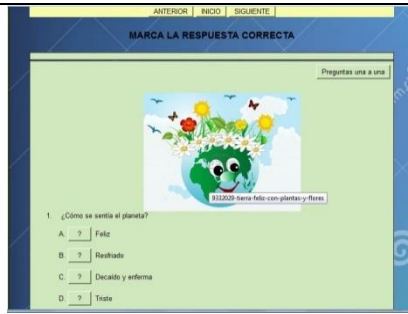 ANTERIOR INICIO SIGUIENTE
MARCA LA RESPUESTA CORRECTA
Preguntas una a una
9332029-tierra-feliz-con-plantas-y-flores
1. ¿Cómo se sentía el planeta?
A. ? Feliz
B. ? Resfriado
C. ? Decaído y enferma
D. ? Triste